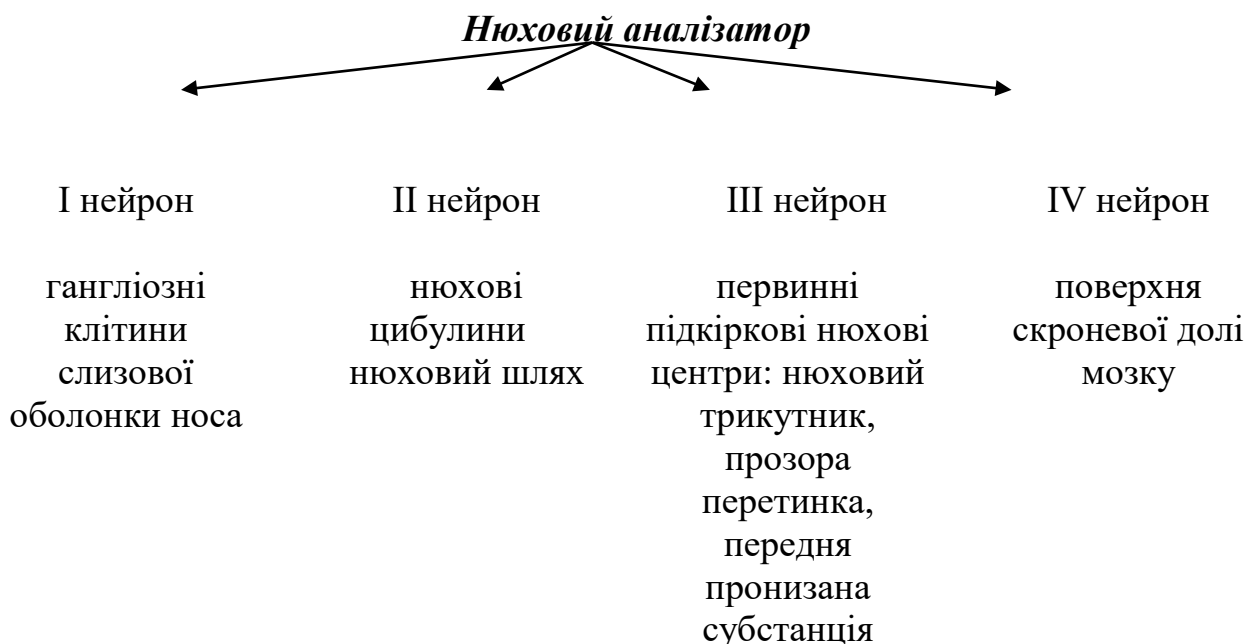 Нюховий аналізатор
I нейрон
гангліозні
клітини
слизової
оболонки носа
II нейрон
нюхові
цибулини
нюховий шлях
III нейрон
первинні
підкіркові нюхові
центри: нюховий
трикутник,
прозора
перетинка,
передня
пронизана
субстанція
IV нейрон
поверхня
скроневої долі
мозку